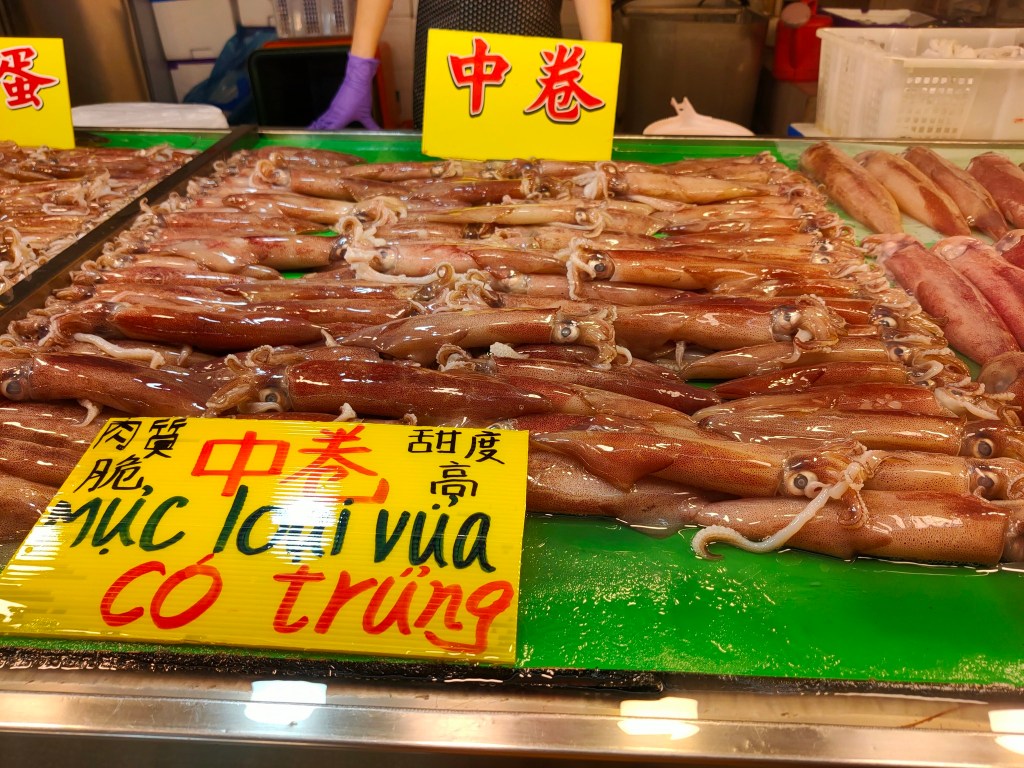 蛋
中卷
肉質脆
中卷
甜度高
Mực loại vừa
có trứng